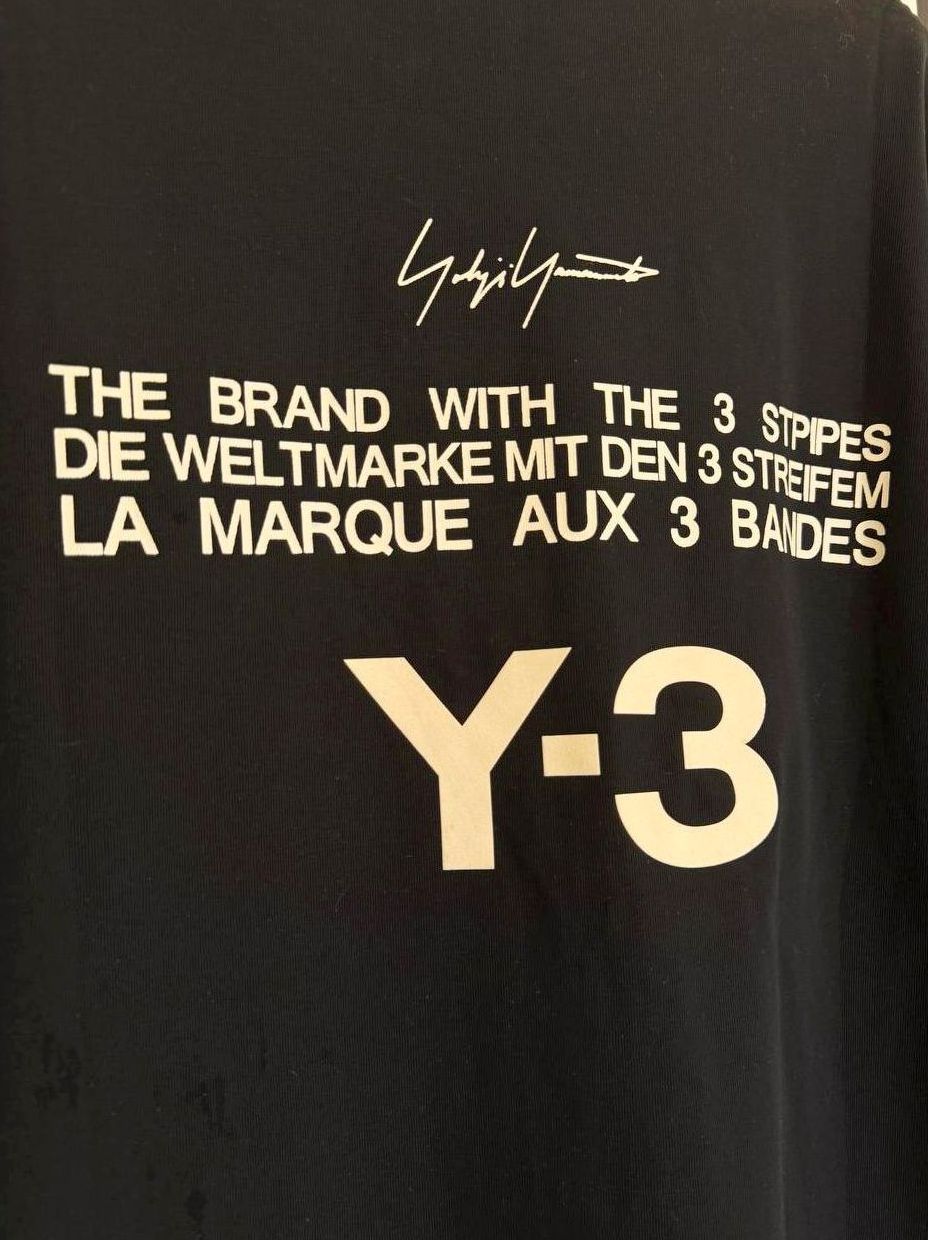 Yohji Yamamoto
THE BRAND WITH THE 3 STPIPES
DIE WELTMARKE MIT DEN 3 STREIFEM
LA MARQUE AUX 3 BANDES
Y-3